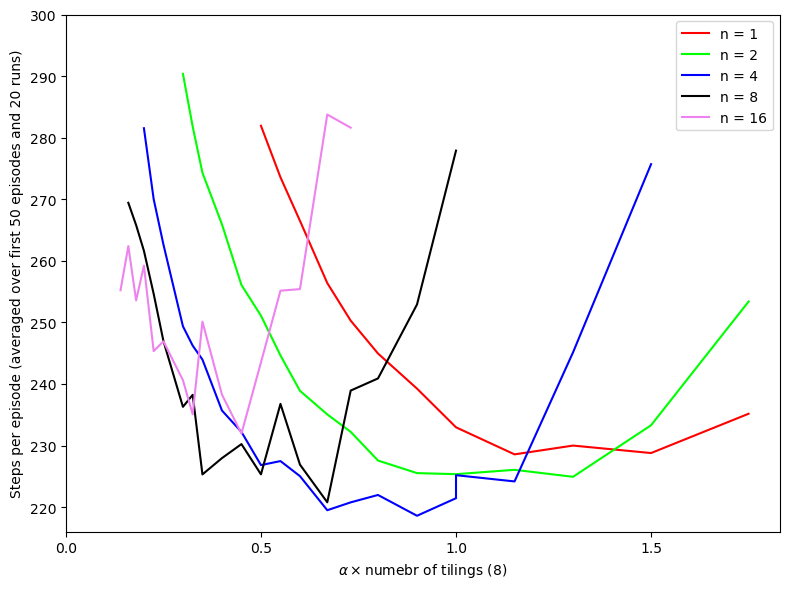 300
290
280
270
260
250
240
230
220
0.0
0.5
1.0
1.5
Steps per episode (averaged over first 50 episodes and 20 runs)
α × numebr of tilings (8)
n = 1
n = 2
n = 4
n = 8
n = 16